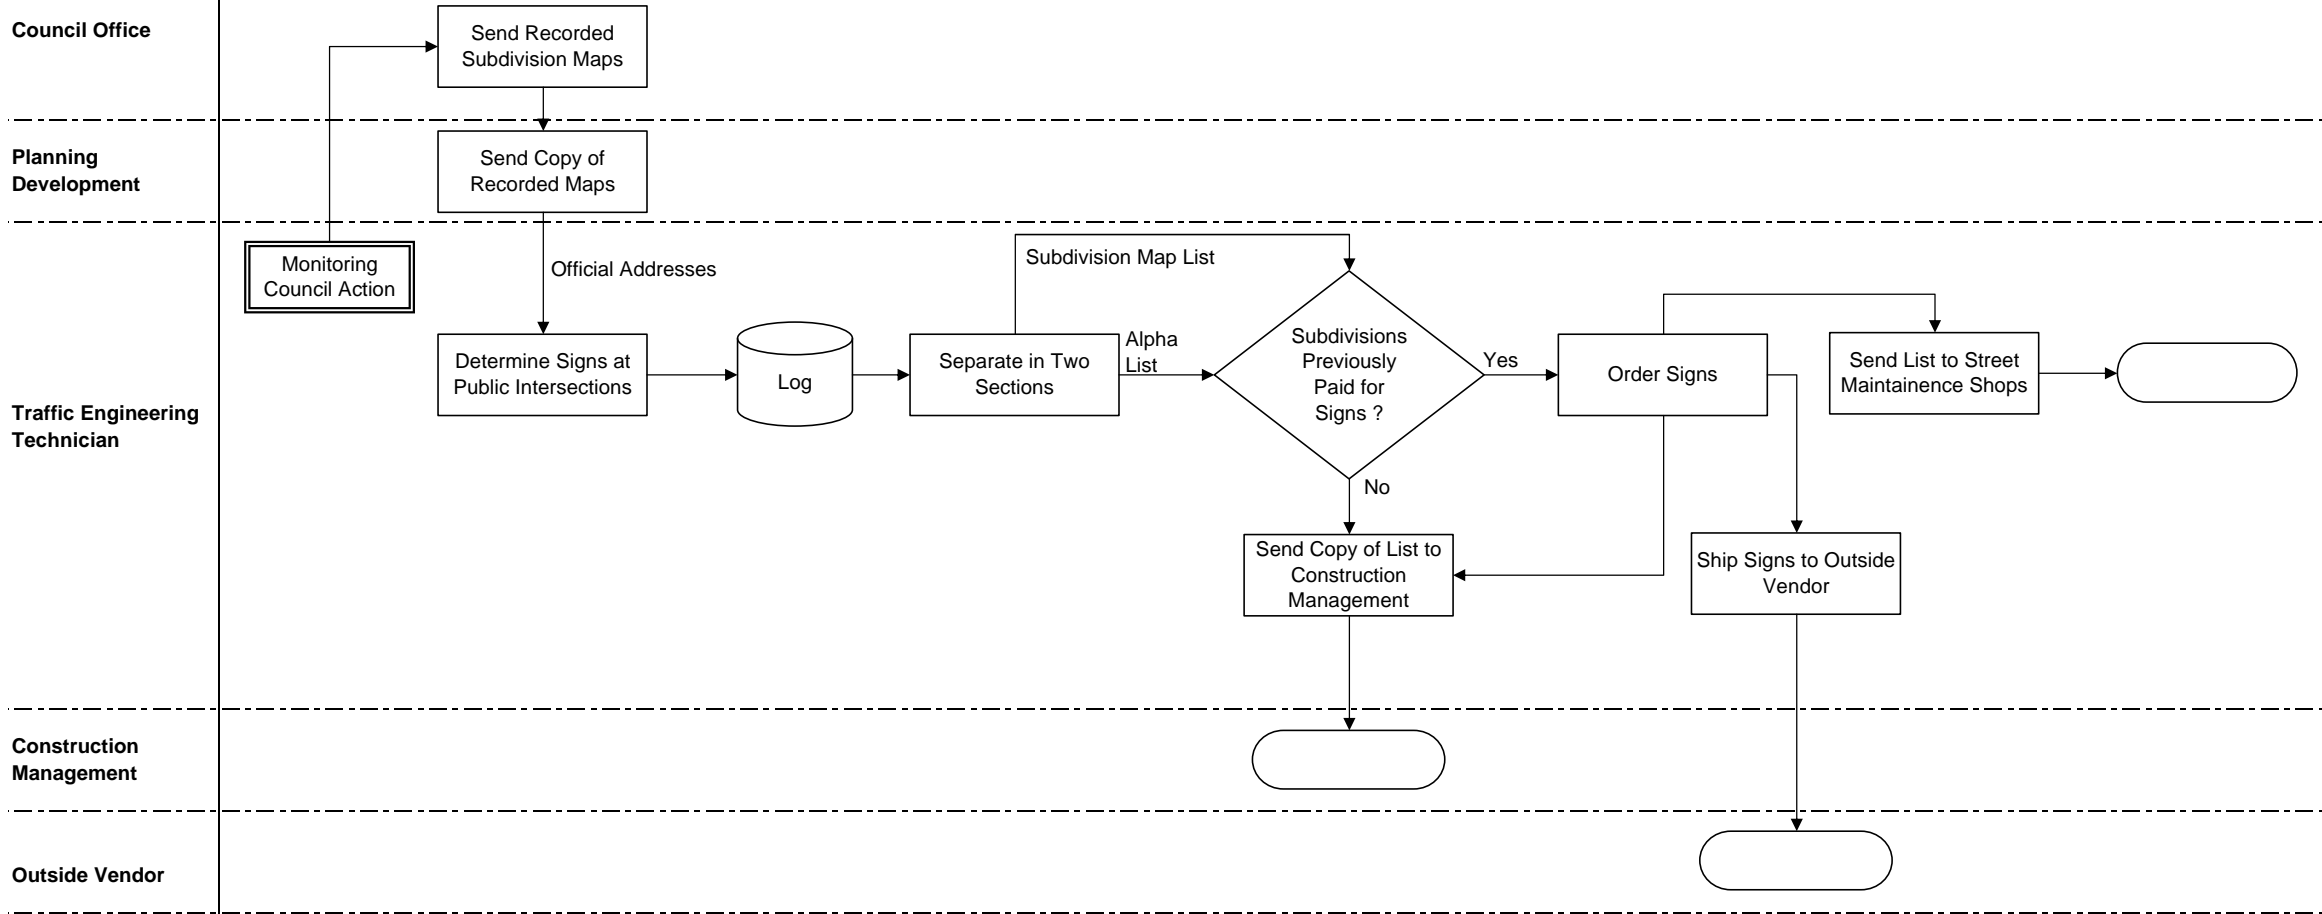 Council Office
Send Recorded
Subdivision Maps
Planning
Development
Send Copy of
Recorded Maps
Traffic Engineering
Technician
Monitoring
Council Action
Official Addresses
Determine Signs at
Public Intersections
Log
Separate in Two
Sections
Subdivision Map List
Alpha
List
Subdivisions
Previously
Paid for
Signs ?
Yes
No
Order Signs
Send List to Street
Maintainence Shops
Send Copy of List to
Construction
Management
Ship Signs to Outside
Vendor
Construction
Management
Outside Vendor